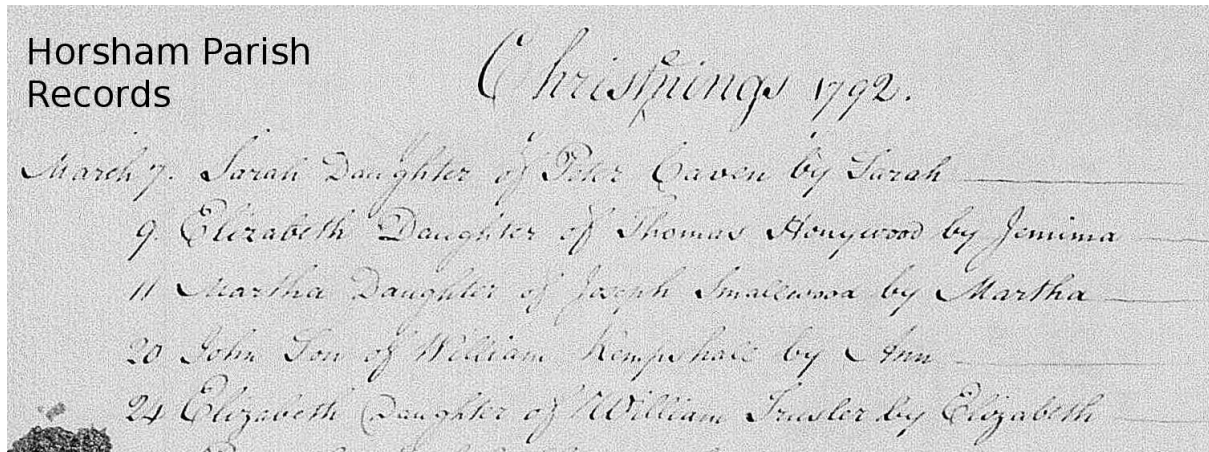 Horsham Parish
Records
Christnings 1792.
March 7. Sarah Daughter of Peter Caven by Sarah
9. Elizabeth Daughter of Thomas Honywood by Jemima
11 Martha Daughter of Joseph Smallwood by Martha
20 John Son of William Kempshall by Ann
24 Elizabeth Daughter of William Trusler by Elizabeth